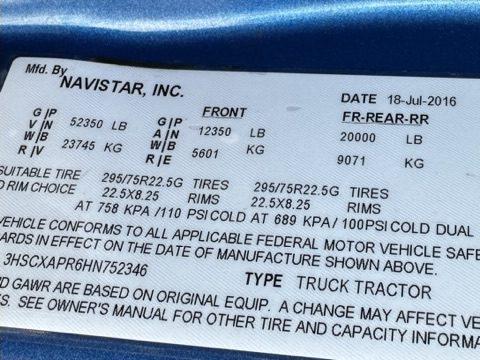 Mfd. By
NAVISTAR, INC.
DATE 18-Jul-2016
FRONT FR-REAR-RR
G|P V|N W|B R|V 52350 LB 23745 KG G|P A|N W|B R|E 12350 LB 5601 KG 20000 LB 9071 KG
SUITABLE TIRE 295/75R22.5G TIRES 295/75R22.5G TIRES
D RIM CHOICE 22.5X8.25 RIMS 22.5X8.25 RIMS
AT 758 KPA /110 PSICOLD AT 689 KPA/ 100PSICOLD DUAL
VEHICLE CONFORMS TO ALL APPLICABLE FEDERAL MOTOR VEHICLE SAFE
ARDS IN EFFECT ON THE DATE OF MANUFACTURE SHOWN ABOVE.
3HSCXAPR6HN752346 TYPE TRUCK TRACTOR
D GAWR ARE BASED ON ORIGINAL EQUIP. A CHANGE MAY AFFECT VE
S. SEE OWNER'S MANUAL FOR OTHER TIRE AND CAPACITY INFORMA